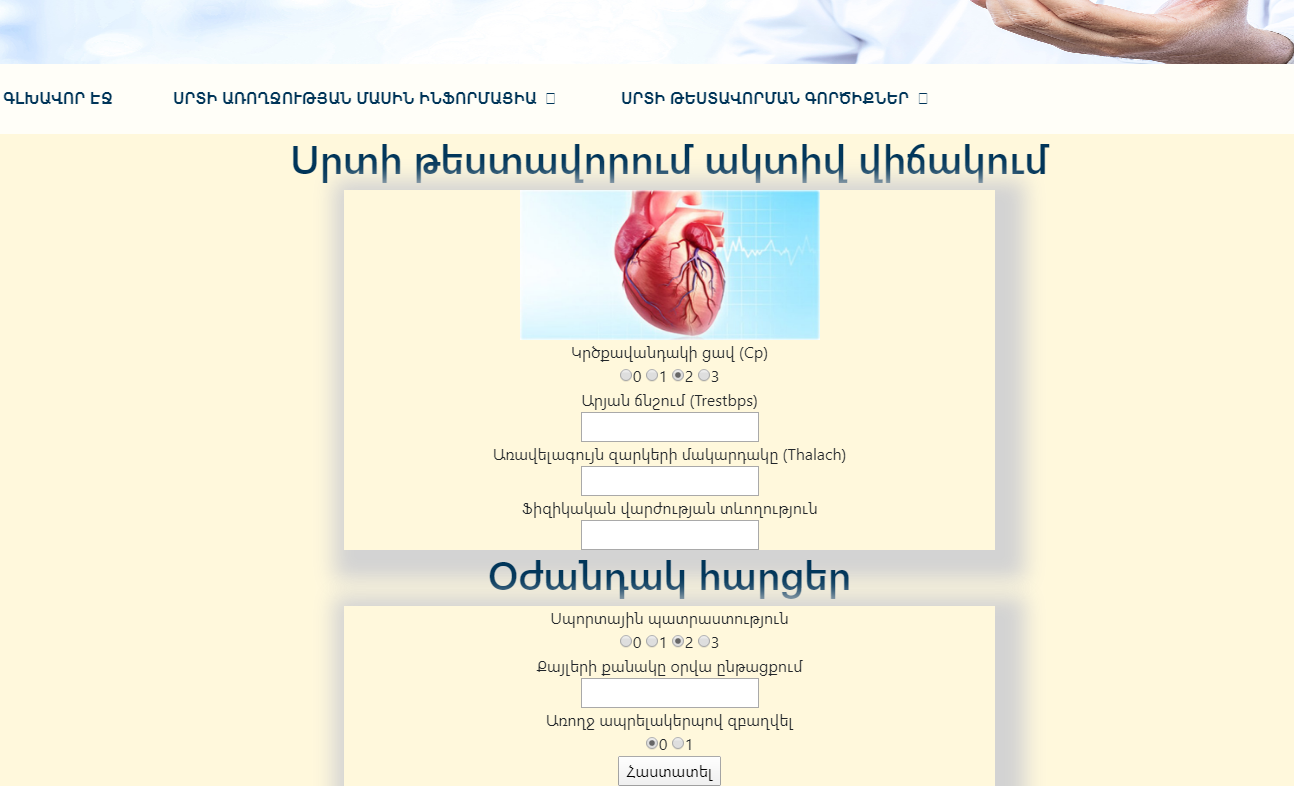 ԳԼԽԱՎՈՐ ԷՋ ՍՐՏԻ ԱՌՈՂՋՈՒԹՅԱՆ ՄԱՍԻՆ ԻՆՖՈՐՄԱՑԻԱ ՍՐՏԻ ԹԵՍՏԱՎՈՐՄԱՆ ԳՈՐԾԻՔՆԵՐ
Սրտի թեստավորում ակտիվ վիճակում
Կրծքավանդակի ցավ (Cp)
0 1 2 3
Արյան ճնշում (Trestbps)
Առավելագույն զարկերի մակարդակը (Thalach)
Ֆիզիկական վարժության տևողություն
Օժանդակ հարցեր
Սպորտային պատրաստություն
0 1 2 3
Քայլերի քանակը օրվա ընթացքում
Առողջ ապրելակերպով զբաղվել
0 1
Հաստատել